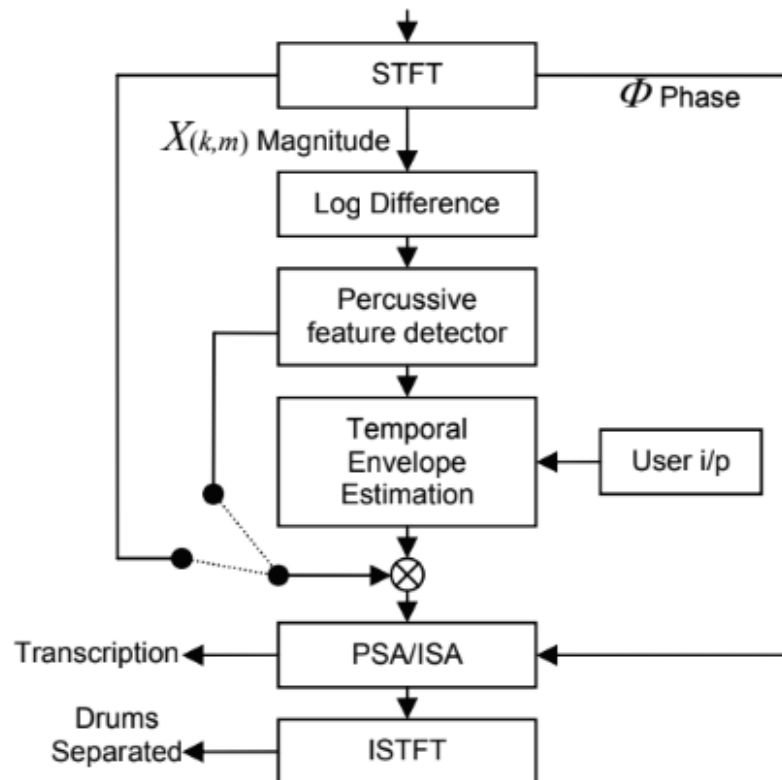 STFT
Φ Phase
X(k,m) Magnitude
Log Difference
Percussive
feature detector
Temporal
Envelope
Estimation
User i/p
Transcription
PSA/ISA
Drums
Separated
ISTFT